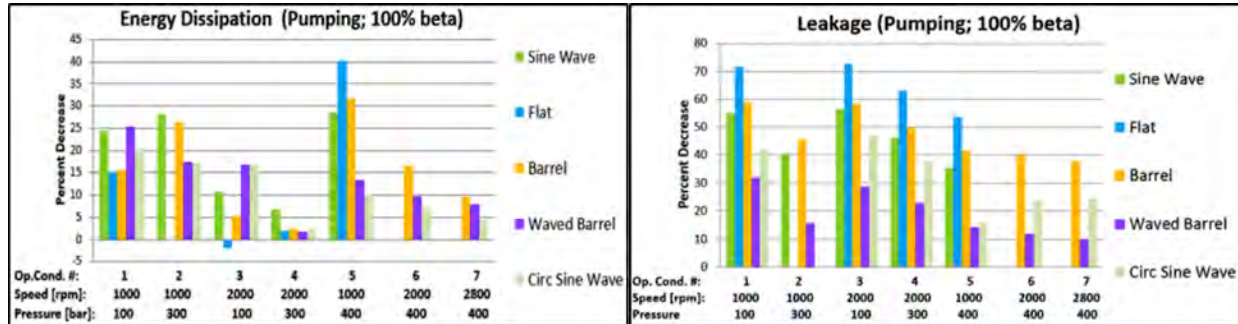 Energy Dissipation (Pumping; 100% beta)
Percent Decrease
45
40
35
30
25
20
15
10
5
0
-5
Sine Wave
Flat
Barrel
Waved Barrel
Circ Sine Wave
Op.Cond. #: 1 2 3 4 5 6 7
Speed [rpm]: 1000 1000 2000 2000 1000 2000 2800
Pressure [bar]: 100 300 100 300 400 400 400
Leakage (Pumping; 100% beta)
Percent Decrease
80
70
60
50
40
30
20
10
0
Sine Wave
Flat
Barrel
Waved Barrel
Circ Sine Wave
Op. Cond. #: 1 2 3 4 5 6 7
Speed [rpm]: 1000 1000 2000 2000 1000 2000 2800
Pressure 100 300 100 300 400 400 400